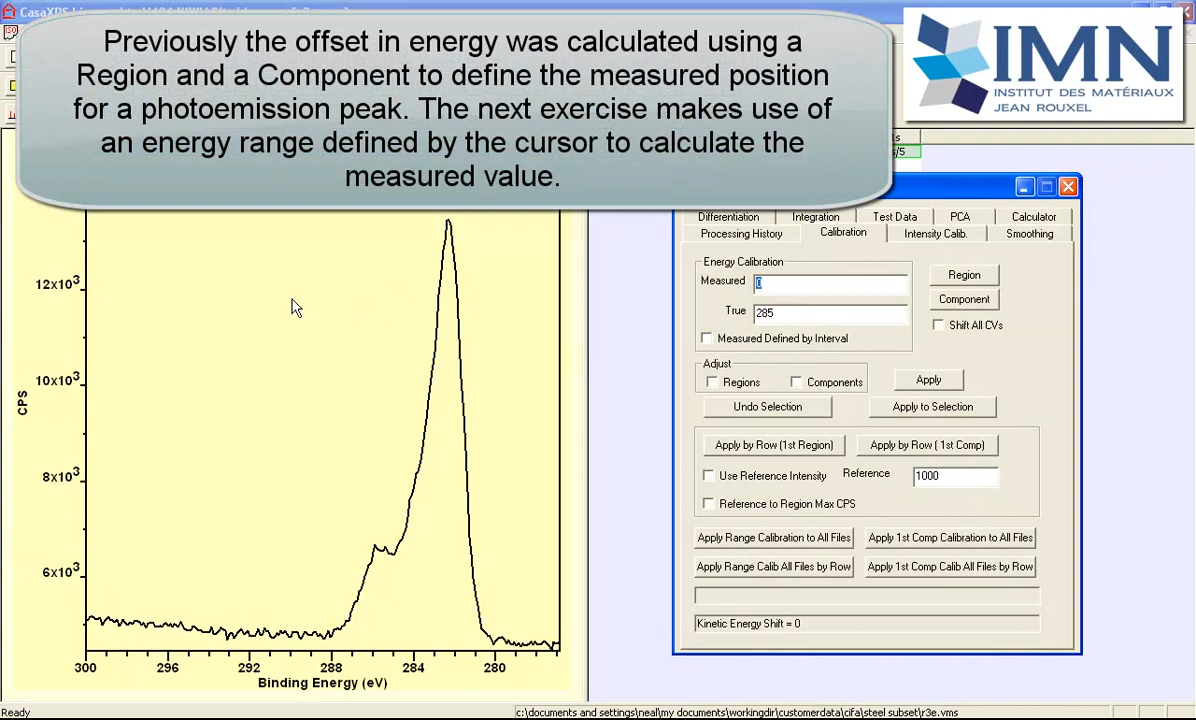 CasaXPS
Previously the offset in energy was calculated using a
Region and a Component to define the measured position
for a photoemission peak. The next exercise makes use of
an energy range defined by the cursor to calculate the
measured value.
IMN
INSTITUT DES MATÉRIAUX
JEAN ROUXEL
s/5
Differentiation
Integration
Test Data
PCA
Calculator
Processing History
Calibration
Intensity Calib.
Smoothing
Energy Calibration
Measured 0
Region
True 285
Component
Measured Defined by Interval
Shift All CVs
Adjust
Regions
Components
Apply
Undo Selection
Apply to Selection
Apply by Row (1st Region)
Apply by Row ( 1st Comp)
Use Reference Intensity
Reference 1000
Reference to Region Max CPS
Apply Range Calibration to All Files
Apply 1st Comp Calibration to All Files
Apply Range Calib All Files by Row
Apply 1st Comp Calib All Files by Row
Kinetic Energy Shift = 0
CPS
12x10³
10x10³
8x10³
6x10³
300 296 292 288 284 280
Binding Energy (eV)
Ready
c:\documents and settings\neal\my documents\workingdir\customerdata\cifa\steel subset\r3e.vms